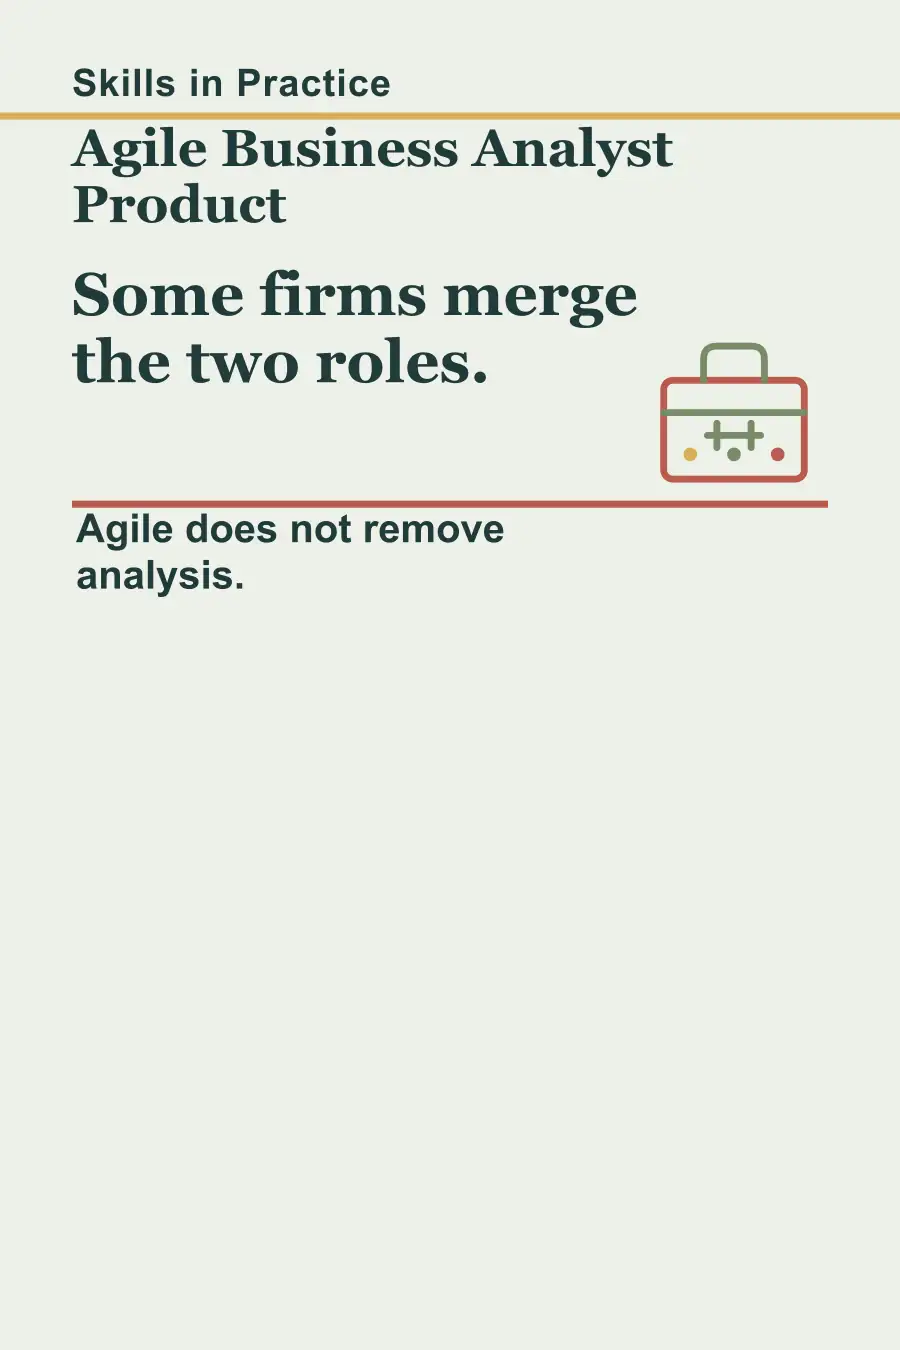 Skills in Practice
Agile Business Analyst
Product
Some firms merge
the two roles.
Agile does not remove
analysis.